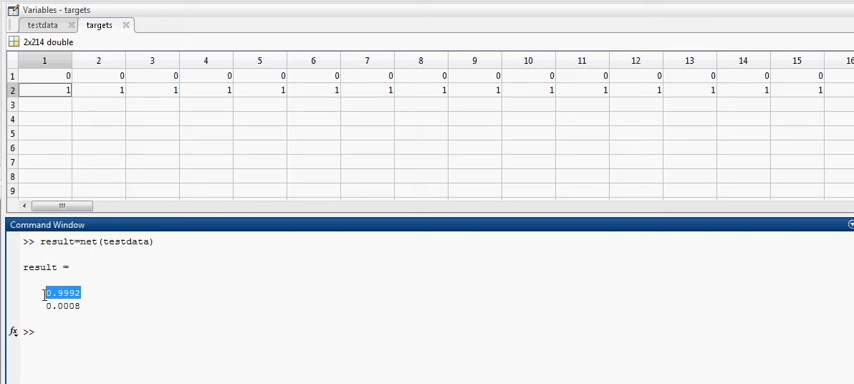 Variables - targets
testdata targets
2x214 double
1 2 3 4 5 6 7 8 9 10 11 12 13 14 15 16
1 0 0 0 0 0 0 0 0 0 0 0 0 0 0 0
2 1 1 1 1 1 1 1 1 1 1 1 1 1 1 1
3
4
5
6
7
8
9
Command Window
>> result=net(testdata)
result =
0.9992
0.0008
fx >>